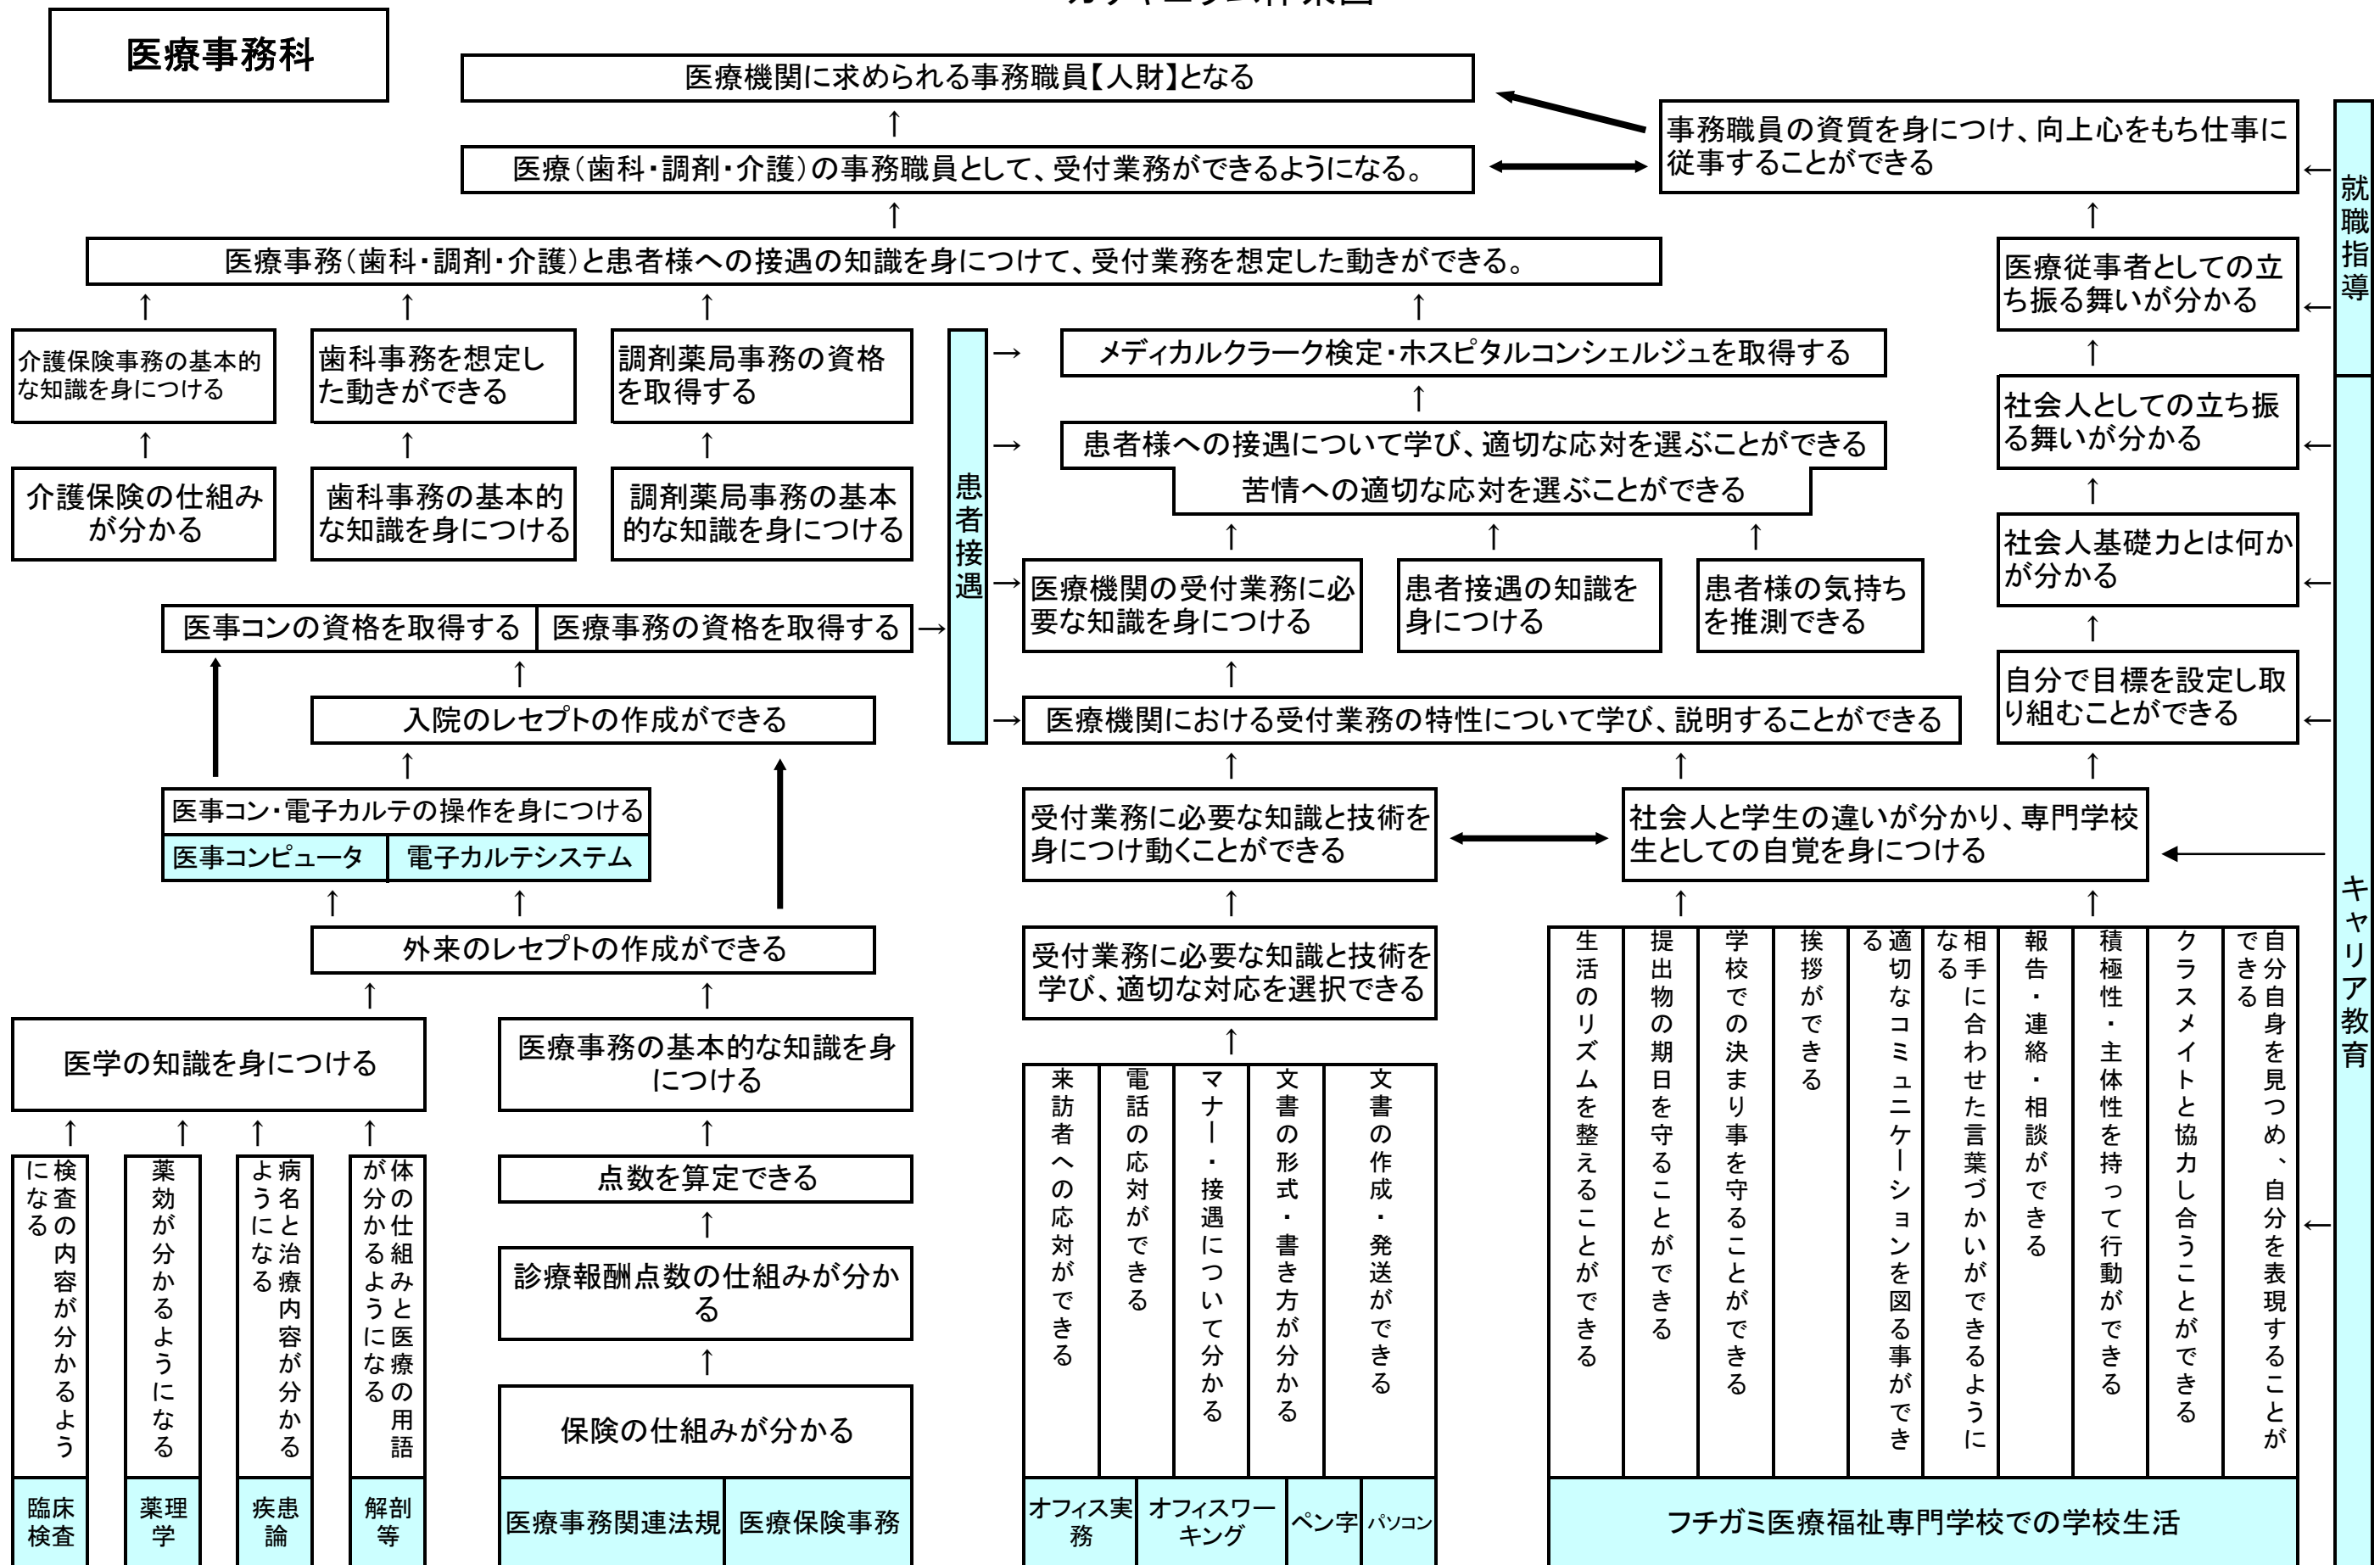 カリキュラム体系図
医療事務科
医療機関に求められる事務職員【人財】となる
↑
医療(歯科・調剤・介護)の事務職員として、受付業務ができるようになる。
事務職員の資質を身につけ、向上心をもち仕事に
従事することができる
←
就職指導
↑
↑
医療事務(歯科・調剤・介護)と患者様への接遇の知識を身につけて、受付業務を想定した動きができる。
医療従事者としての立
ち振る舞いが分かる
←
↑
↑
↑
↑
↑
介護保険事務の基本的
な知識を身につける
歯科事務を想定し
た動きができる
調剤薬局事務の資格
を取得する
患者接遇
→
メディカルクラーク検定・ホスピタルコンシェルジュを取得する
社会人としての立ち振
る舞いが分かる
←
キャリア教育
↑
↑
↑
↑
→
患者様への接遇について学び、適切な応対を選ぶことができる
苦情への適切な応対を選ぶことができる
↑
介護保険の仕組み
が分かる
歯科事務の基本的
な知識を身につける
調剤薬局事務の基本
的な知識を身につける
↑
↑
↑
社会人基礎力とは何か
が分かる
←
→
医療機関の受付業務に必
要な知識を身につける
患者接遇の知識を
身につける
患者様の気持ち
を推測できる
↑
医事コンの資格を取得する
医療事務の資格を取得する
→
↑
↑
自分で目標を設定し取
り組むことができる
←
入院のレセプトの作成ができる
→
医療機関における受付業務の特性について学び、説明することができる
↑
↑
↑
↑
医事コン・電子カルテの操作を身につける
医事コンピュータ
電子カルテシステム
受付業務に必要な知識と技術を
身につけ動くことができる
社会人と学生の違いが分かり、専門学校
生としての自覚を身につける
↑
↑
↑
↑
↑
外来のレセプトの作成ができる
受付業務に必要な知識と技術を
学び、適切な対応を選択できる
↑
↑
↑
医学の知識を身につける
医療事務の基本的な知識を身
につける
↑
↑
↑
↑
↑
検査の内容が分かるよう
になる
薬効が分かるようになる
病名と治療内容が分かる
ようになる
体の仕組みと医療の用語
が分かるようになる
臨床
検査
薬理
学
疾患
論
解剖
等
点数を算定できる
↑
診療報酬点数の仕組みが分か
る
↑
保険の仕組みが分かる
医療事務関連法規
医療保険事務
来訪者への応対ができる
電話の応対ができる
マナー・接遇について分かる
文書の形式・書き方が分かる
文書の作成・発送ができる
オフィス実
務
オフィスワー
キング
ペン字
パソコン
生活のリズムを整えることができる
提出物の期日を守ることができる
学校での決まり事を守ることができる
挨拶ができる
適切なコミュニケーションを図る事ができ
る
相手に合わせた言葉づかいができるように
なる
報告・連絡・相談ができる
積極性・主体性を持って行動ができる
クラスメイトと協力し合うことができる
自分自身を見つめ、自分を表現することが
できる
←
フチガミ医療福祉専門学校での学校生活